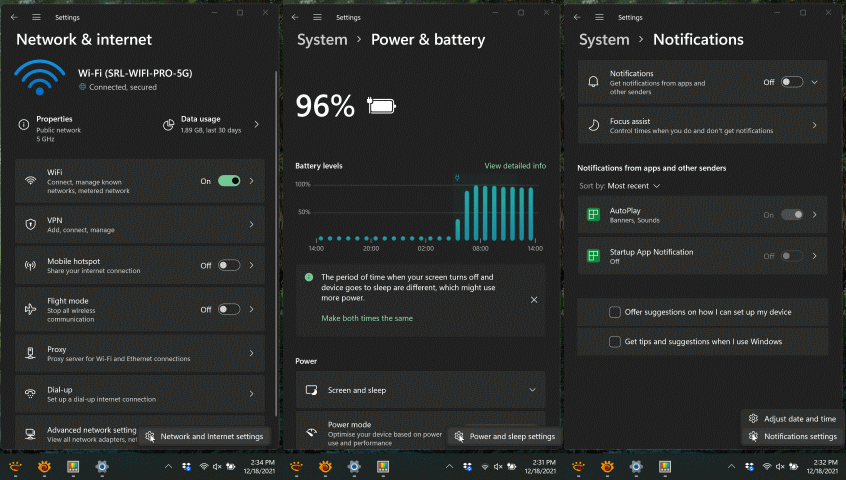 Settings
Network & internet
Wi-Fi (SRL-WIFI-PRO-5G)
Connected, secured
Properties
Public network
5 GHz
Data usage
1.89 GB, last 30 days
WiFi
Connect, manage known
networks, metered network
On
VPN
Add, connect, manage
Mobile hotspot
Share your internet connection
Off
Flight mode
Stop all wireless
communication
Off
Proxy
Proxy server for Wi-Fi and Ethernet connections
Dial-up
Set up a dial-up internet connection
Advanced network setting
View all network adapters, net
Network and Internet settings
2:34 PM
12/18/2021
Settings
System > Power & battery
96%
Battery levels
View detailed info
100%
50%
14:00 20:00 02:00 08:00 14:00
The period of time when your screen turns off and
device goes to sleep are different, which might use
more power.
Make both times the same
Power
Screen and sleep
Power mode
Optimise your device based on power
use and performance
Power and sleep settings
2:31 PM
12/18/2021
Settings
System > Notifications
Notifications
Get notifications from apps and
other senders
Off
Focus assist
Control times when you do and don't get notifications
Notifications from apps and other senders
Sort by: Most recent
AutoPlay
Banners, Sounds
On
Startup App Notification
Off
Off
Offer suggestions on how I can set up my device
Get tips and suggestions when I use Windows
Adjust date and time
Notifications settings
2:32 PM
12/18/2021